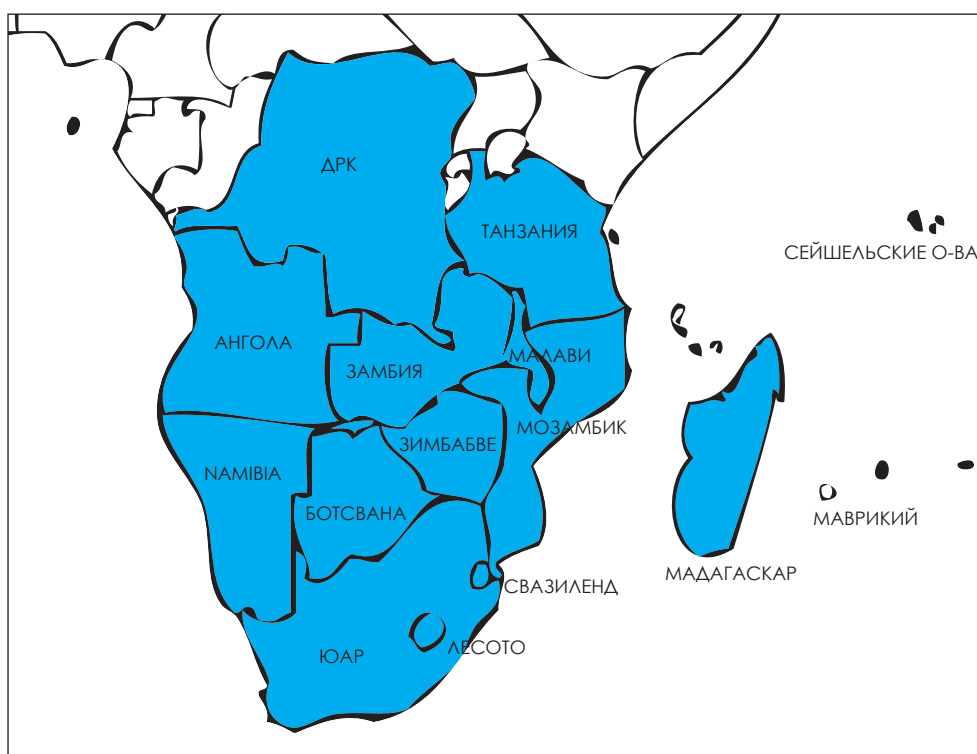 ДРК
ТАНЗАНИЯ
СЕЙШЕЛЬСКИЕ О-ВА
АНГОЛА
МАЛАВИ
ЗАМБИЯ
МОЗАМБИК
ЗИМБАБВЕ
NAMIBIA
БОТСВАНА
МАВРИКИЙ
МАДАГАСКАР
СВАЗИЛЕНД
ЛЕСОТО
ЮАР